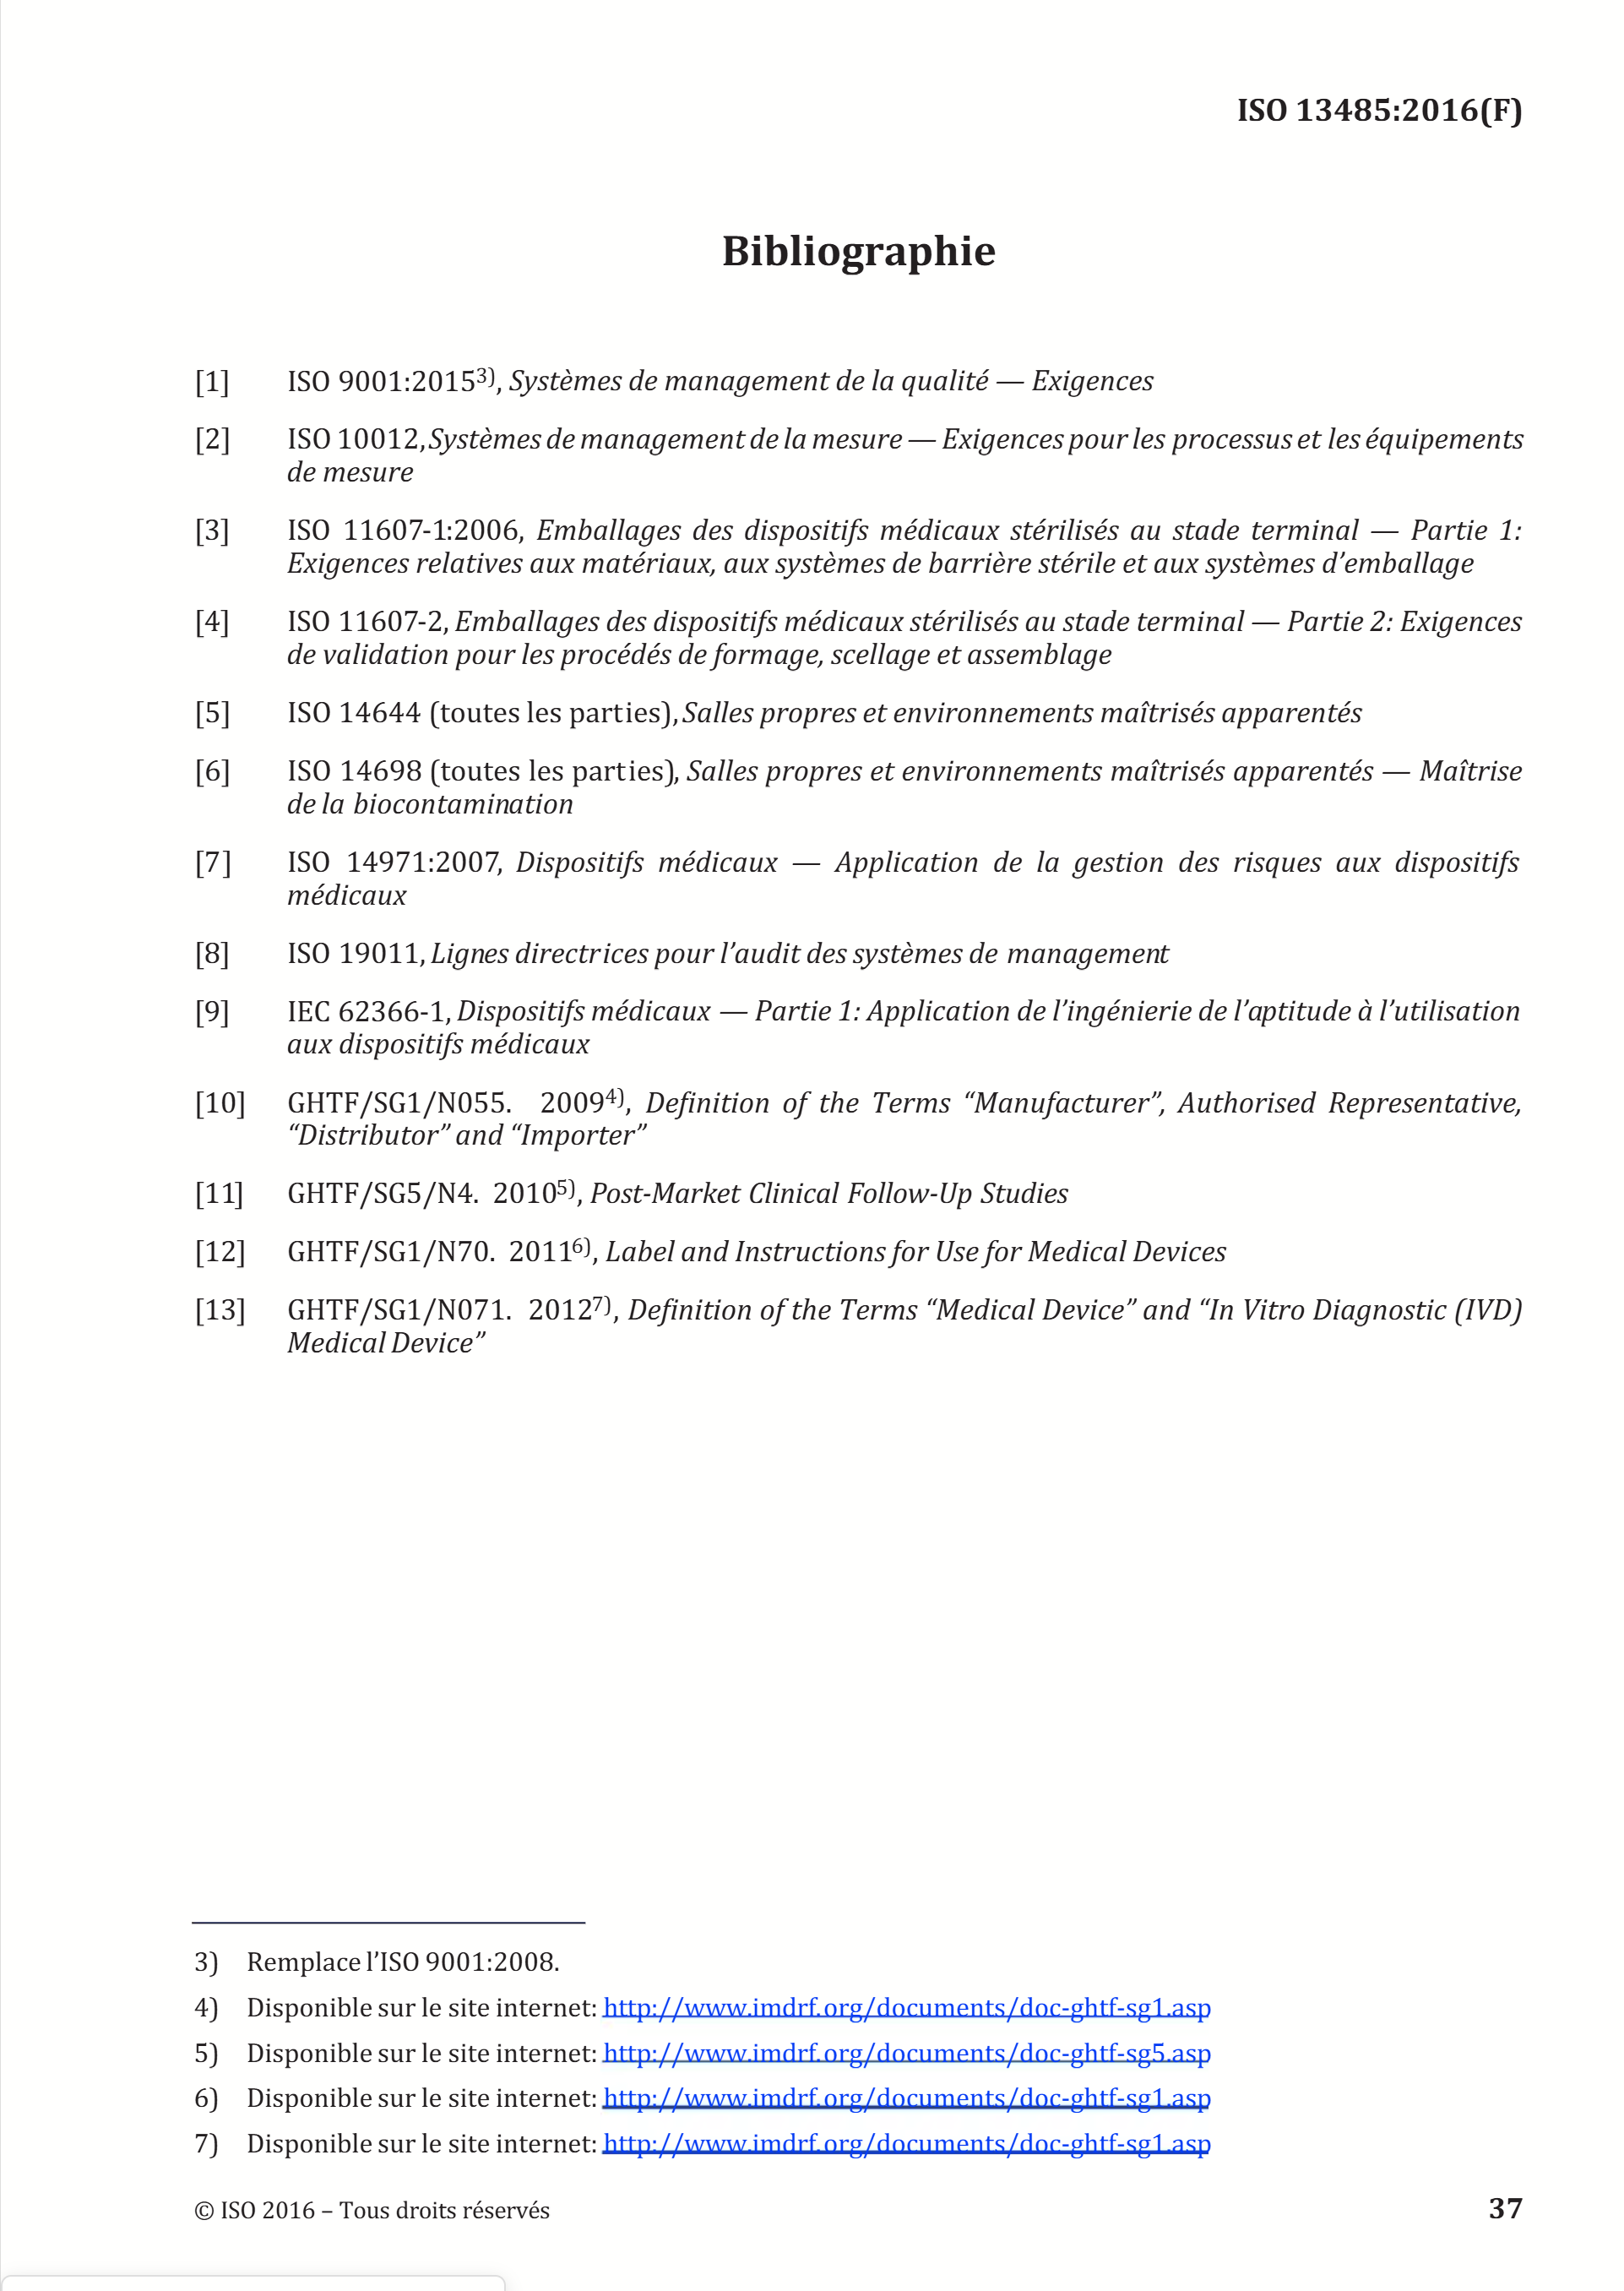 ISO 13485:2016(F)
Bibliographie
[1] ISO 9001:20153), Systèmes de management de la qualité — Exigences
[2] ISO 10012, Systèmes de management de la mesure — Exigences pour les processus et les équipements
de mesure
[3] ISO 11607-1:2006, Emballages des dispositifs médicaux stérilisés au stade terminal — Partie 1:
Exigences relatives aux matériaux, aux systèmes de barrière stérile et aux systèmes d’emballage
[4] ISO 11607-2, Emballages des dispositifs médicaux stérilisés au stade terminal — Partie 2: Exigences
de validation pour les procédés de formage, scellage et assemblage
[5] ISO 14644 (toutes les parties), Salles propres et environnements maîtrisés apparentés
[6] ISO 14698 (toutes les parties), Salles propres et environnements maîtrisés apparentés — Maîtrise
de la biocontamination
[7] ISO 14971:2007, Dispositifs médicaux — Application de la gestion des risques aux dispositifs
médicaux
[8] ISO 19011, Lignes directrices pour l’audit des systèmes de management
[9] IEC 62366-1, Dispositifs médicaux — Partie 1: Application de l’ingénierie de l’aptitude à l’utilisation
aux dispositifs médicaux
[10] GHTF/SG1/N055. 20094), Definition of the Terms “Manufacturer”, Authorised Representative,
“Distributor” and “Importer”
[11] GHTF/SG5/N4. 20105), Post-Market Clinical Follow-Up Studies
[12] GHTF/SG1/N70. 20116), Label and Instructions for Use for Medical Devices
[13] GHTF/SG1/N071. 20127), Definition of the Terms “Medical Device” and “In Vitro Diagnostic (IVD)
Medical Device”
3) Remplace l’ISO 9001:2008.
4) Disponible sur le site internet: http://www.imdrf.org/documents/doc-ghtf-sg1.asp
5) Disponible sur le site internet: http://www.imdrf.org/documents/doc-ghtf-sg5.asp
6) Disponible sur le site internet: http://www.imdrf.org/documents/doc-ghtf-sg1.asp
7) Disponible sur le site internet: http://www.imdrf.org/documents/doc-ghtf-sg1.asp
© ISO 2016 – Tous droits réservés 37